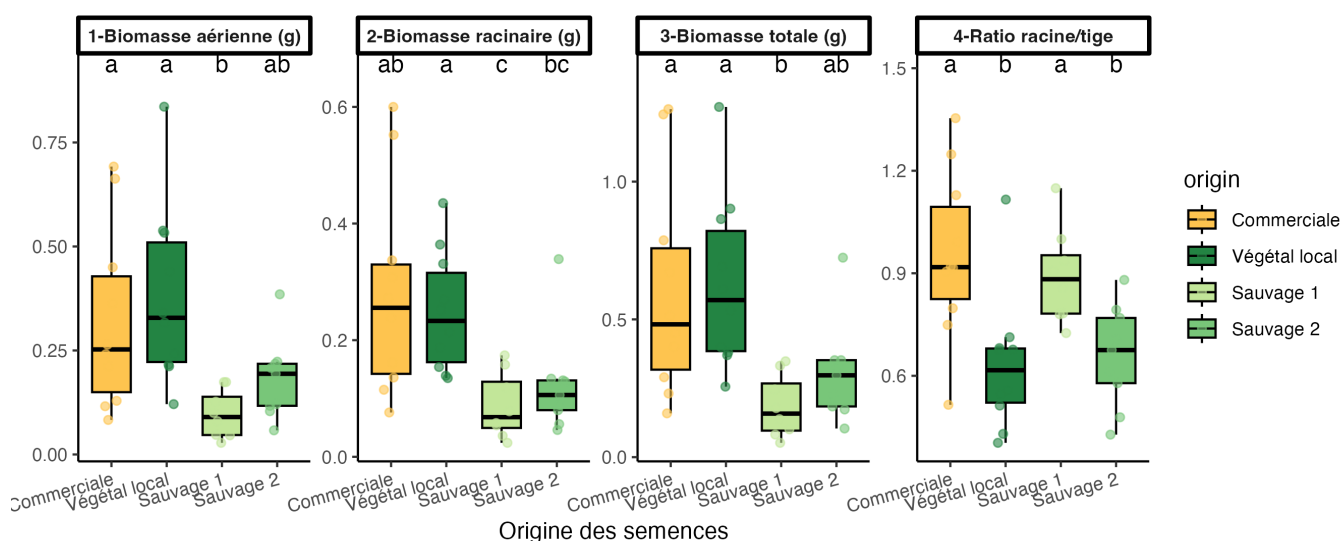 1-Biomasse aérienne (g)
2-Biomasse racinaire (g)
3-Biomasse totale (g)
4-Ratio racine/tige
a a b ab
ab a c bc
a a b ab
a b a b
0.75
0.50
0.25
0.00
0.6
0.4
0.2
0.0
1.0
0.5
0.0
1.5
1.2
0.9
0.6
Commerciale
Végétal local
Sauvage 1
Sauvage 2
Commerciale
Végétal local
Sauvage 1
Sauvage 2
Commerciale
Végétal local
Sauvage 1
Sauvage 2
Commerciale
Végétal local
Sauvage 1
Sauvage 2
Origine des semences
origin
Commerciale
Végétal local
Sauvage 1
Sauvage 2